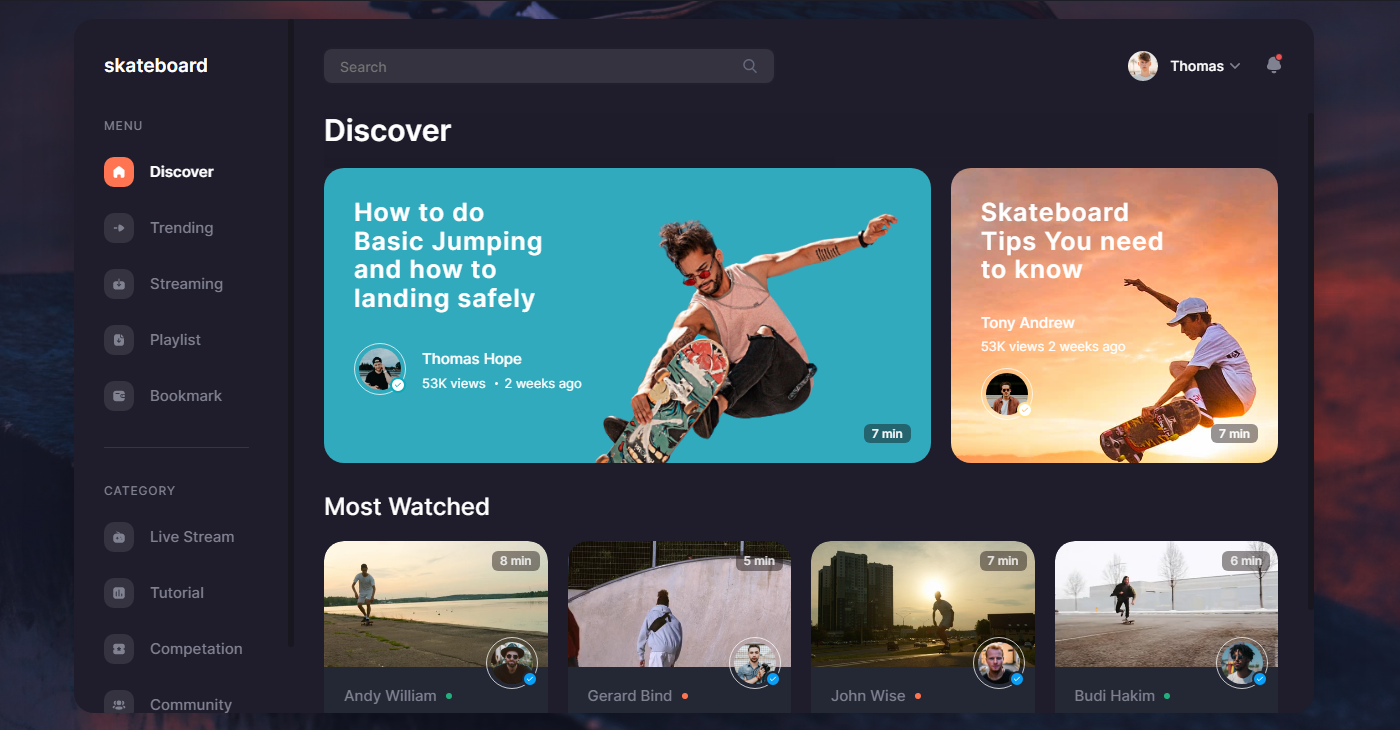 skateboard
Search
Thomas
MENU
Discover
Trending
Streaming
Playlist
Bookmark
CATEGORY
Live Stream
Tutorial
Competation
Community
Discover
How to do
Basic Jumping
and how to
landing safely
Thomas Hope
53K views • 2 weeks ago
7 min
Skateboard
Tips You need
to know
Tony Andrew
53K views 2 weeks ago
7 min
Most Watched
8 min
Andy William
5 min
Gerard Bind
7 min
John Wise
6 min
Budi Hakim